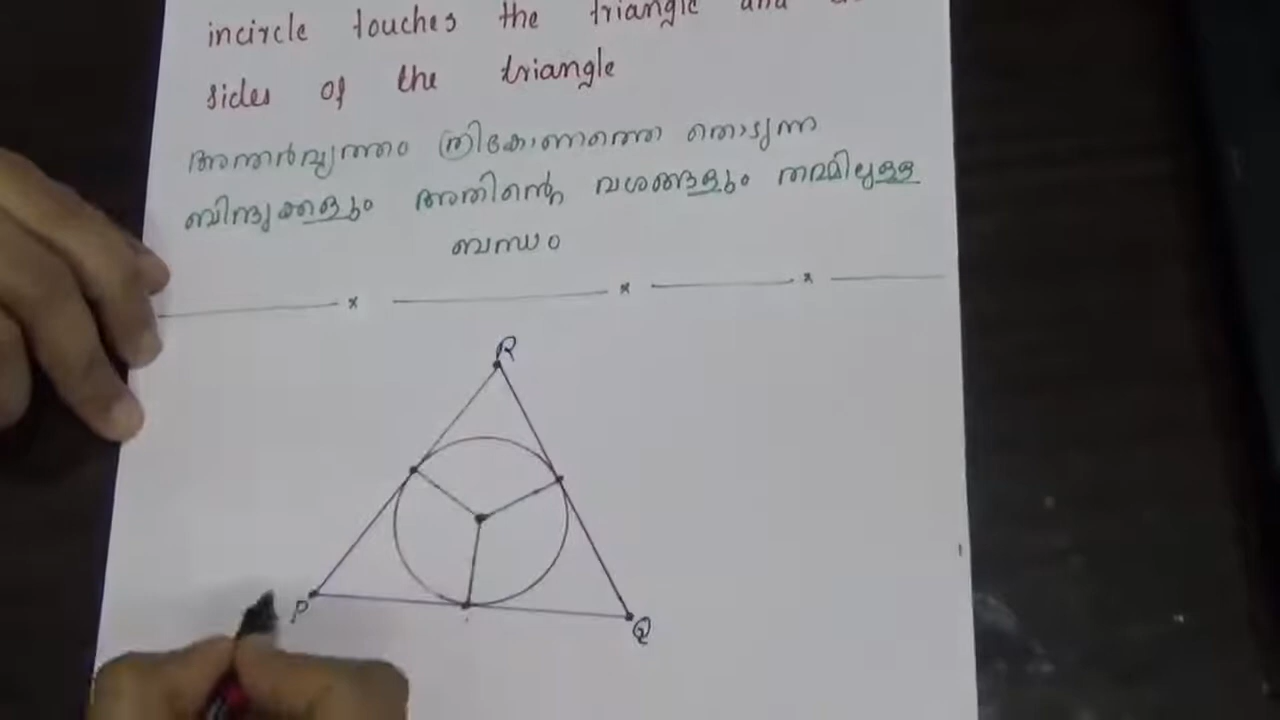 incircle touches the triangle and
sides of the triangle
അന്തർവൃത്തം ത്രികോണത്തെ തൊടുന്ന
ബിന്ദുക്കളും അതിന്റെ വശങ്ങളും തമ്മിലുള്ള
ബന്ധം
R
P
Q